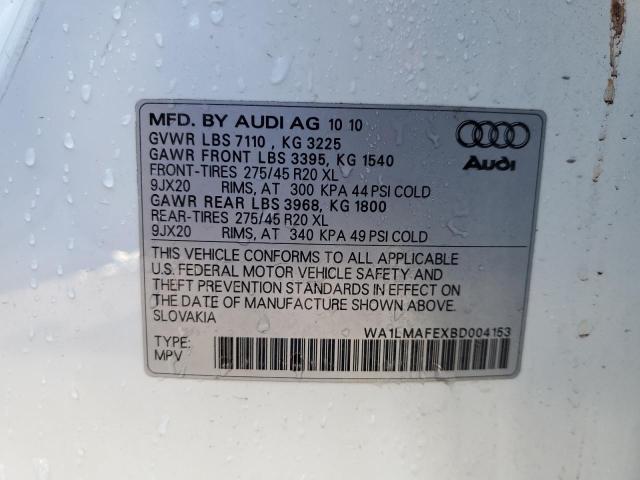 MFD. BY AUDI AG 10 10
GVWR LBS 7110 , KG 3225
GAWR FRONT LBS 3395, KG 1540
FRONT-TIRES 275/45 R20 XL
9JX20 RIMS, AT 300 KPA 44 PSI COLD
GAWR REAR LBS 3968, KG 1800
REAR-TIRES 275/45 R20 XL
9JX20 RIMS, AT 340 KPA 49 PSI COLD
Audi
THIS VEHICLE CONFORMS TO ALL APPLICABLE
U.S. FEDERAL MOTOR VEHICLE SAFETY AND
THEFT PREVENTION STANDARDS IN EFFECT ON
THE DATE OF MANUFACTURE SHOWN ABOVE.
SLOVAKIA
WA1LMAFEXBD004153
TYPE:
MPV